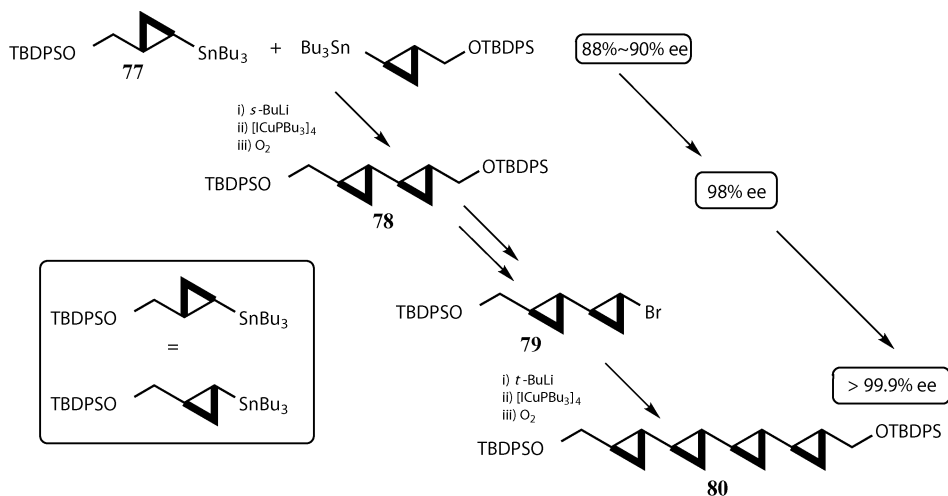 TBDPSO SnBu3 + Bu3Sn OTBDPS 88%~90% ee
77
i) s-BuLi
ii) [ICuPBu3]4
iii) O2
TBDPSO OTBDPS
78
98% ee
TBDPSO SnBu3
=
TBDPSO SnBu3
TBDPSO Br
79
i) t-BuLi
ii) [ICuPBu3]4
iii) O2
> 99.9% ee
TBDPSO OTBDPS
80